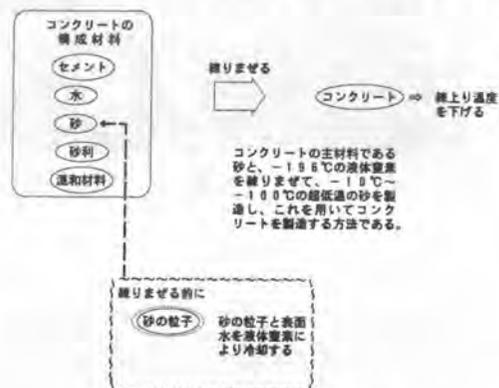 コンクリートの
構成材料
セメント
水
砂
砂利
混和材料
練りまぜる
コンクリート ⇒ 練上り温度
を下げる
コンクリートの主材料である
砂と、－196℃の液体窒素
を練りまぜて、－10℃～
－100℃の超低温の砂を製
造し、これを用いてコンク
リートを製造する方法である。
練りまぜる前に
砂の粒子
砂の粒子と表面
水を液体窒素に
より冷却する